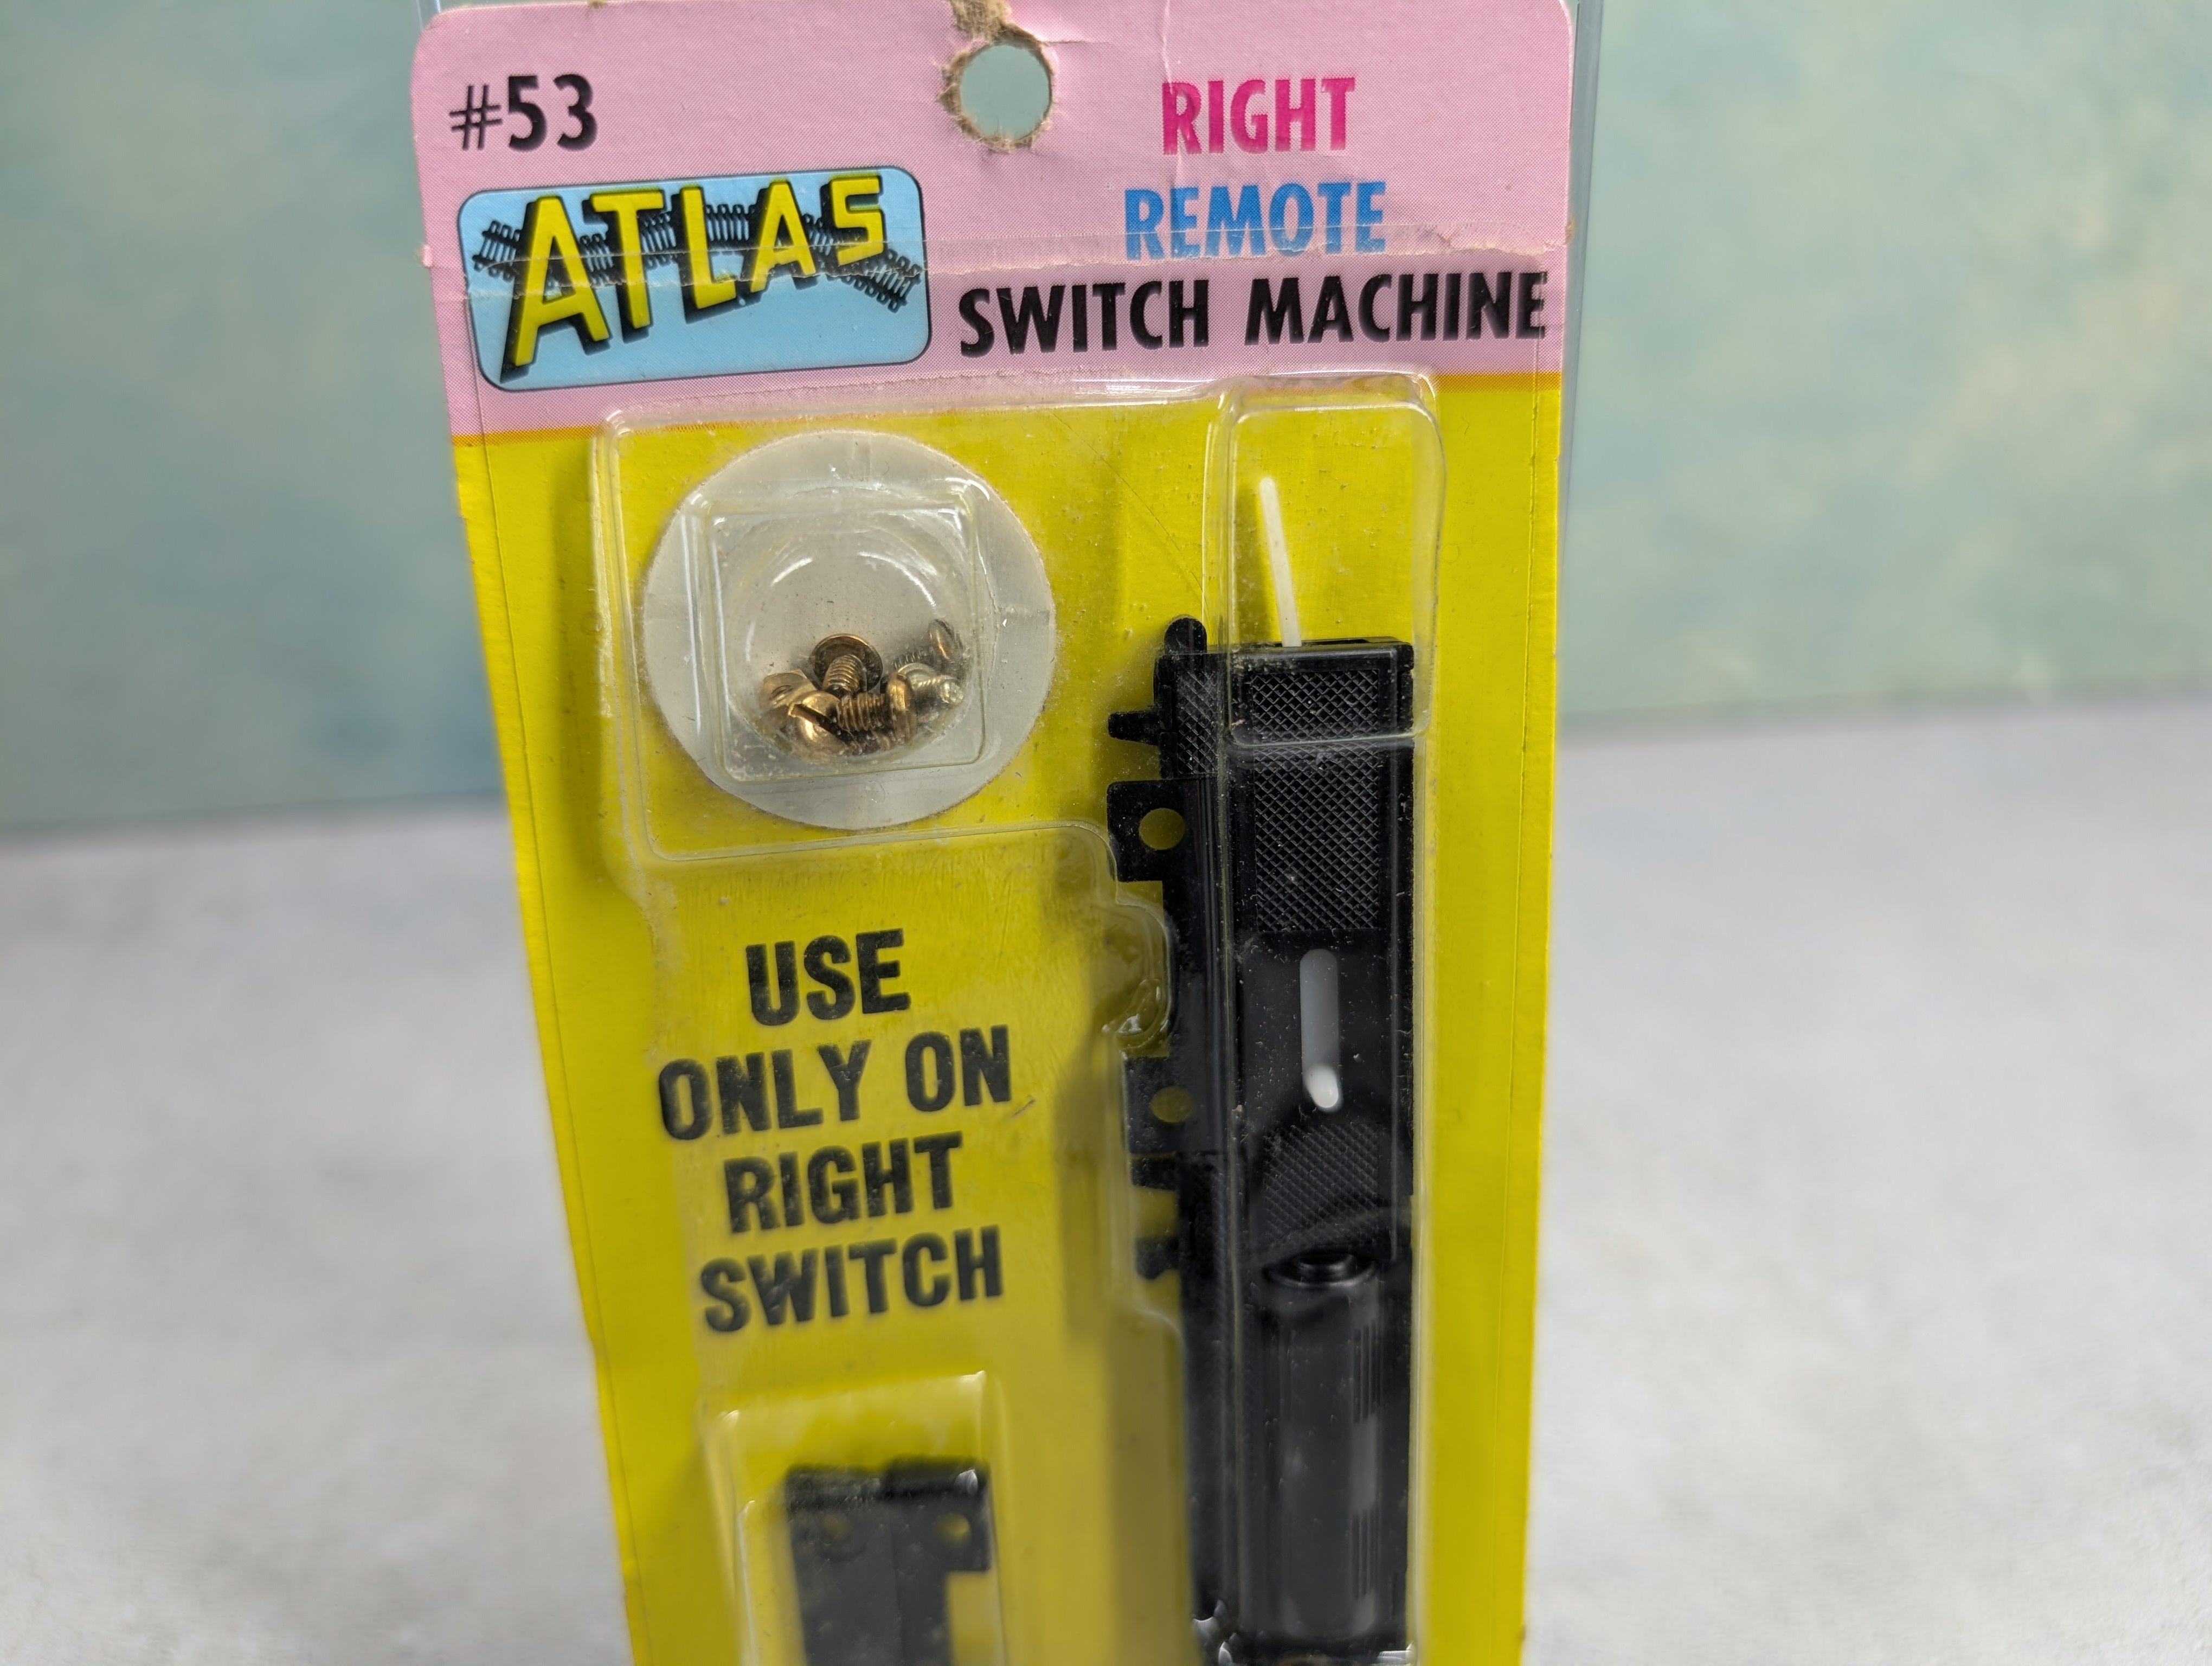 #53
ATLAS
RIGHT
REMOTE
SWITCH MACHINE
USE
ONLY ON
RIGHT
SWITCH